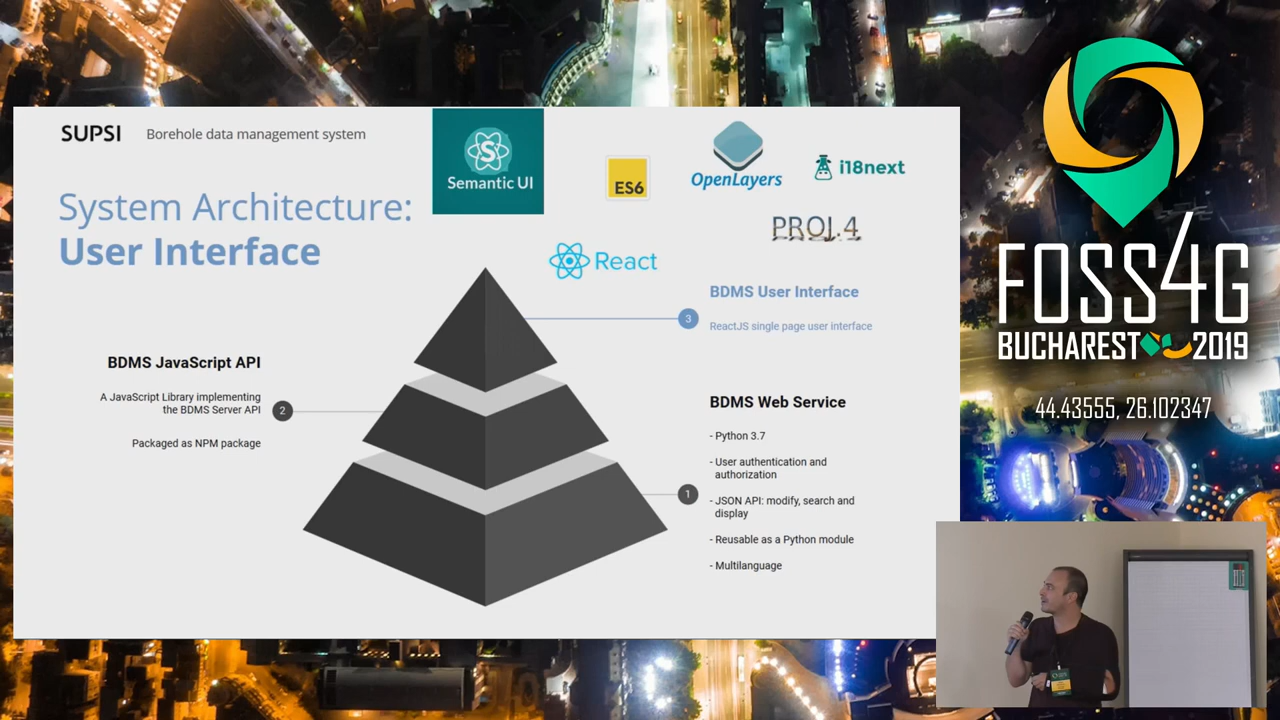 SUPSI Borehole data management system
System Architecture:
User Interface
Semantic UI
ES6
OpenLayers
i18next
PROJ.4
React
BDMS User Interface
3
ReactJS single page user interface
BDMS JavaScript API
A JavaScript Library implementing
the BDMS Server API
2
Packaged as NPM package
BDMS Web Service
- Python 3.7
- User authentication and
authorization
1
- JSON API: modify, search and
display
- Reusable as a Python module
- Multilanguage
FOSS4G
BUCHAREST 2019
44.43555, 26.102347